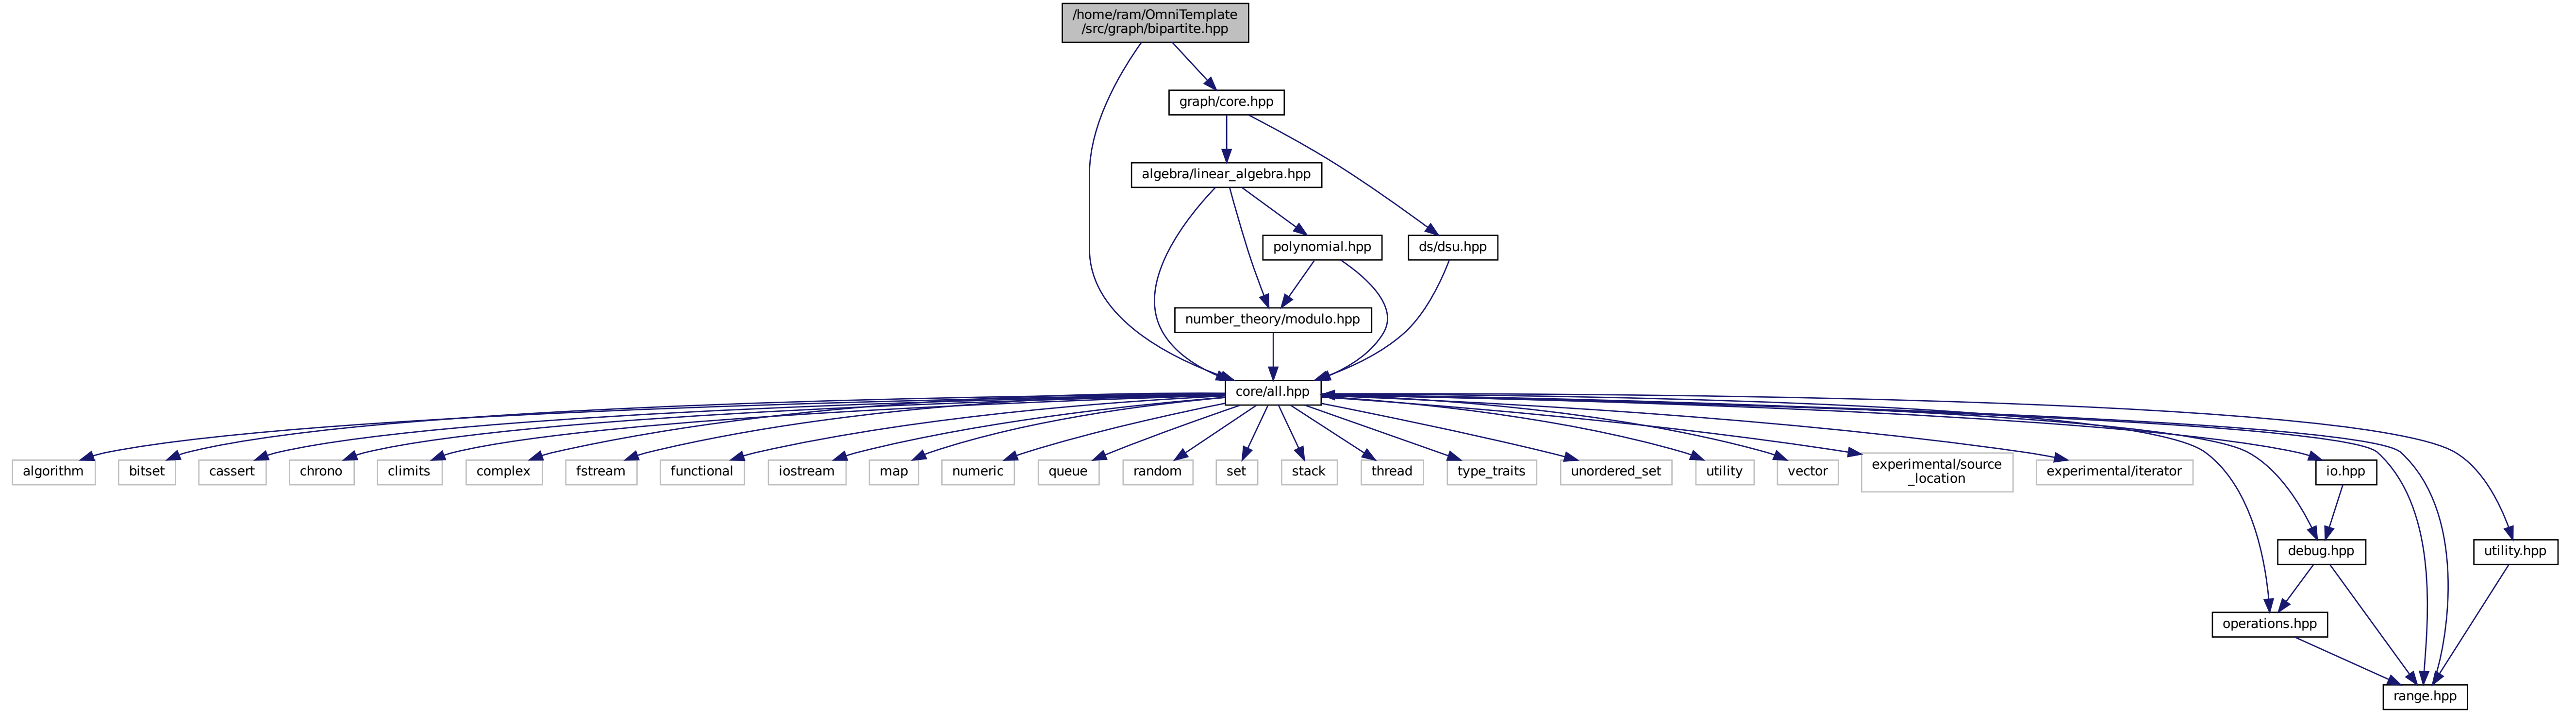 /home/ram/OmniTemplate
/src/graph/bipartite.hpp
graph/core.hpp
algebra/linear_algebra.hpp
polynomial.hpp
ds/dsu.hpp
number_theory/modulo.hpp
core/all.hpp
algorithm
bitset
cassert
chrono
climits
complex
fstream
functional
iostream
map
numeric
queue
random
set
stack
thread
type_traits
unordered_set
utility
vector
experimental/source
_location
experimental/iterator
io.hpp
debug.hpp
utility.hpp
operations.hpp
range.hpp